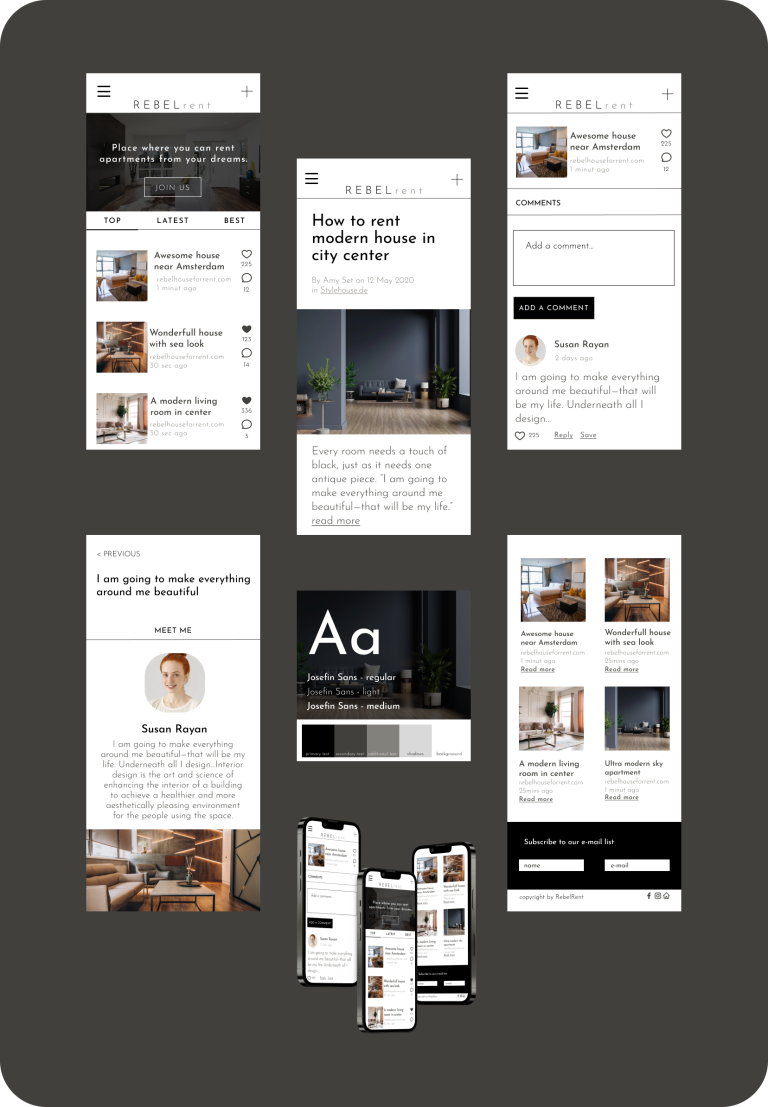 REBELrent
Place where you can rent
apartments from your dreams.
JOIN US
TOP LATEST BEST
Awesome house
near Amsterdam
rebelhouseforrent.com
1 minut ago
225
12
Wonderfull house
with sea look
rebelhouseforrent.com
30 sec ago
123
14
A modern living
room in center
rebelhouseforrent.com
30 sec ago
336
3
REBELrent
How to rent
modern house in
city center
By Amy Set on 12 May 2020
in Stylehouse.de
Every room needs a touch of
black, just as it needs one
antique piece. “I am going to
make everything around me
beautiful—that will be my life.”
read more
REBELrent
Awesome house
near Amsterdam
rebelhouseforrent.com
1 minut ago
225
12
COMMENTS
Add a comment...
ADD A COMMENT
Susan Rayan
2 days ago
I am going to make everything
around me beautiful—that will
be my life. Underneath all I
design...
225 Reply Save
< PREVIOUS
I am going to make everything
around me beautiful
MEET ME
Susan Rayan
I am going to make everything
around me beautiful—that will be my
life. Underneath all I design...Interior
design is the art and science of
enhancing the interior of a building
to achieve a healthier and more
aesthetically pleasing environment
for the people using the space.
Aa
Josefin Sans - regular
Josefin Sans - light
Josefin Sans - medium
primary text secondary text additional text shadows background
Awesome house
near Amsterdam
rebelhouseforrent.com
1 minut ago
Read more
Wonderfull house
with sea look
rebelhouseforrent.com
25mins ago
Read more
A modern living
room in center
rebelhouseforrent.com
25mins ago
Read more
Ultra modern sky
apartment
rebelhouseforrent.com
1 minut ago
Read more
Subscribe to our e-mail list
name e-mail
copyright by RebelRent